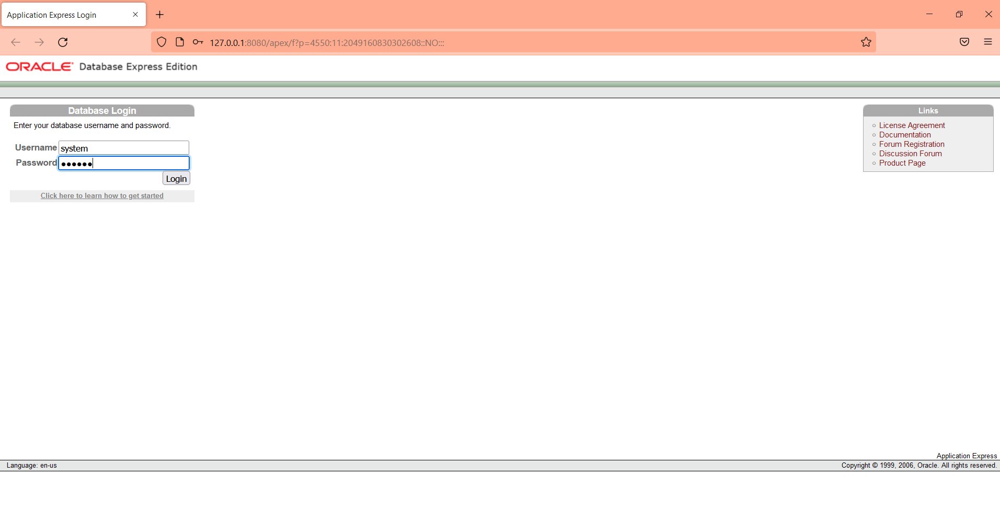 Application Express Login
127.0.0.1:8080/apex/f?p=4550:11:2049160830302608::NO:::
ORACLE Database Express Edition
Database Login
Enter your database username and password.
Username system
Password ●●●●●●
Login
Click here to learn how to get started
Links
License Agreement
Documentation
Forum Registration
Discussion Forum
Product Page
Application Express
Language: en-us
Copyright © 1999, 2006, Oracle. All rights reserved.